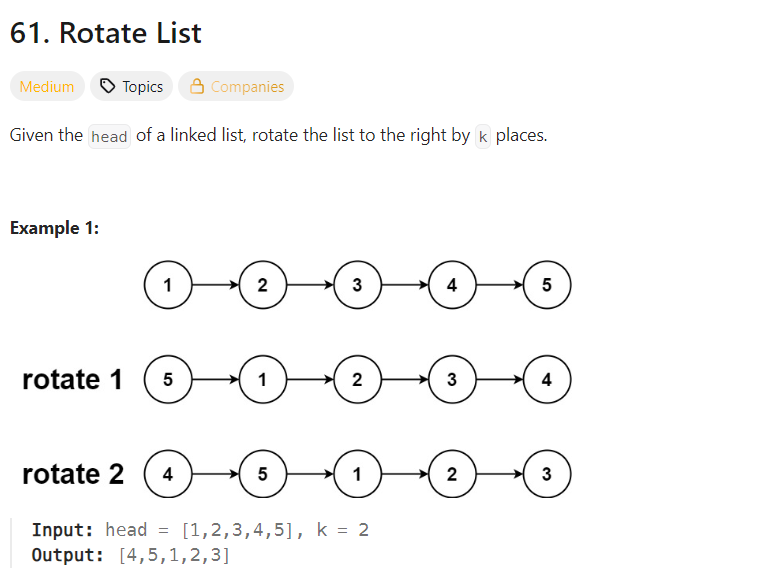 61. Rotate List
Medium Topics Companies
Given the head of a linked list, rotate the list to the right by k places.
Example 1:
1 2 3 4 5
rotate 1 5 1 2 3 4
rotate 2 4 5 1 2 3
Input: head = [1,2,3,4,5], k = 2
Output: [4,5,1,2,3]